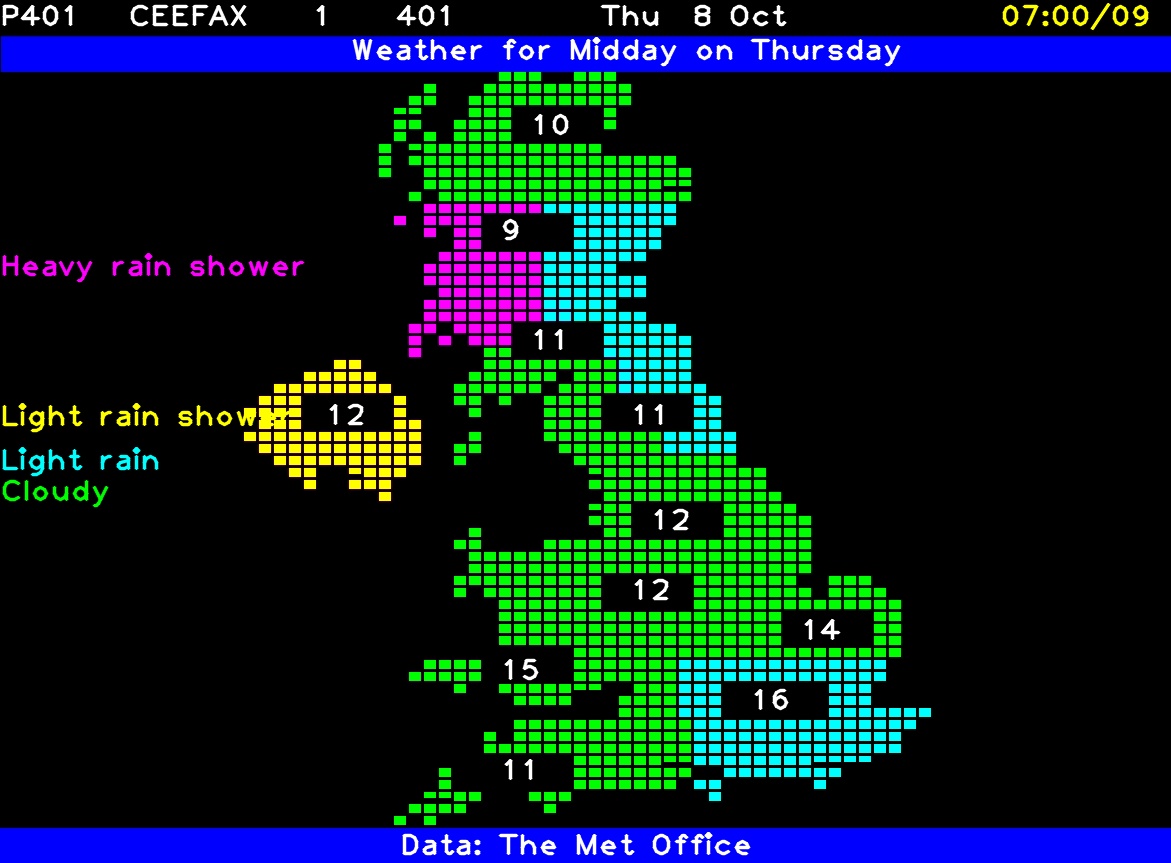 P401 CEEFAX 1 401 Thu 8 Oct 07:00/09
Weather for Midday on Thursday
10
9
Heavy rain shower
11
Light rain shower 12 11
Light rain
Cloudy
12
12
14
15
16
11
Data: The Met Office